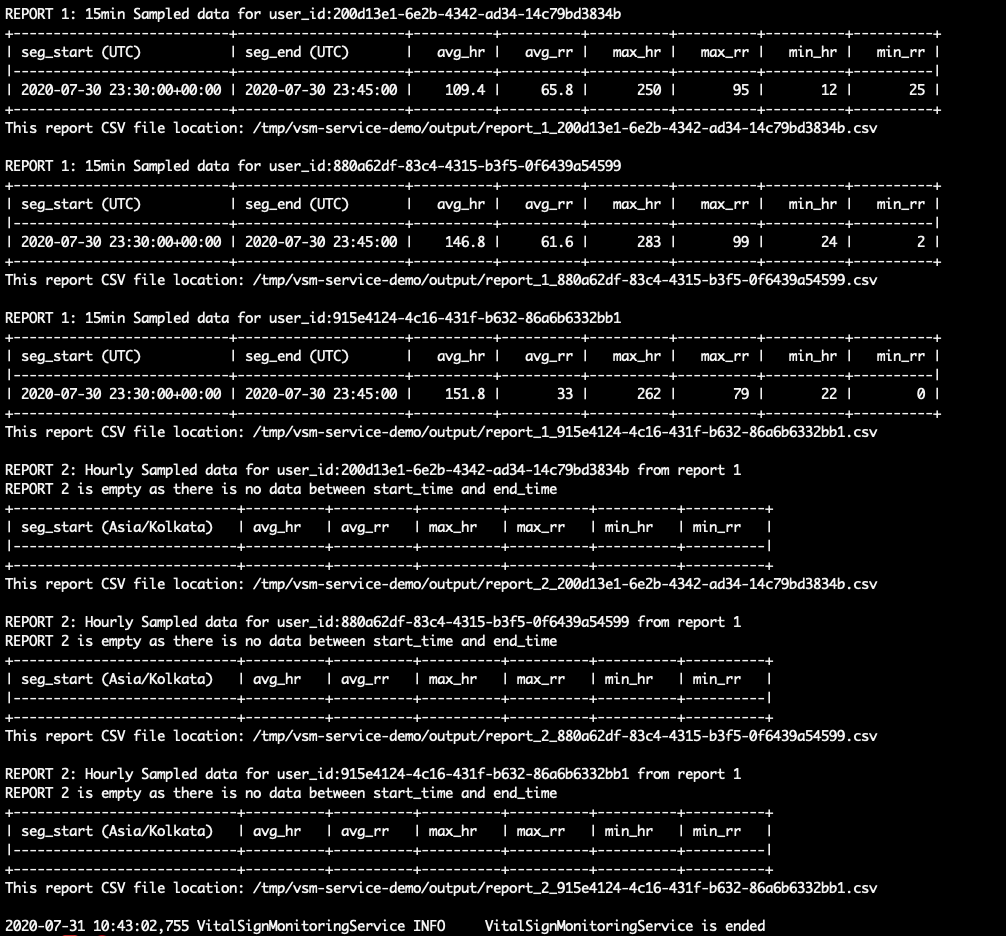 REPORT 1: 15min Sampled data for user_id:200d13e1-6e2b-4342-ad34-14c79bd3834b
+----------------------------+----------------------+----------+----------+----------+----------+----------+----------+
| seg_start (UTC)            | seg_end (UTC)        |   avg_hr |   avg_rr |   max_hr |   max_rr |   min_hr |   min_rr |
|----------------------------+----------------------+----------+----------+----------+----------+----------+----------|
| 2020-07-30 23:30:00+00:00 | 2020-07-30 23:45:00 |    109.4 |     65.8 |      250 |       95 |       12 |       25 |
+----------------------------+----------------------+----------+----------+----------+----------+----------+----------+
This report CSV file location: /tmp/vsm-service-demo/output/report_1_200d13e1-6e2b-4342-ad34-14c79bd3834b.csv
REPORT 1: 15min Sampled data for user_id:880a62df-83c4-4315-b3f5-0f6439a54599
+----------------------------+----------------------+----------+----------+----------+----------+----------+----------+
| seg_start (UTC)            | seg_end (UTC)        |   avg_hr |   avg_rr |   max_hr |   max_rr |   min_hr |   min_rr |
|----------------------------+----------------------+----------+----------+----------+----------+----------+----------|
| 2020-07-30 23:30:00+00:00 | 2020-07-30 23:45:00 |    146.8 |     61.6 |      283 |       99 |       24 |        2 |
+----------------------------+----------------------+----------+----------+----------+----------+----------+----------+
This report CSV file location: /tmp/vsm-service-demo/output/report_1_880a62df-83c4-4315-b3f5-0f6439a54599.csv
REPORT 1: 15min Sampled data for user_id:915e4124-4c16-431f-b632-86a6b6332bb1
+----------------------------+----------------------+----------+----------+----------+----------+----------+----------+
| seg_start (UTC)            | seg_end (UTC)        |   avg_hr |   avg_rr |   max_hr |   max_rr |   min_hr |   min_rr |
|----------------------------+----------------------+----------+----------+----------+----------+----------+----------|
| 2020-07-30 23:30:00+00:00 | 2020-07-30 23:45:00 |    151.8 |       33 |      262 |       79 |       22 |        0 |
+----------------------------+----------------------+----------+----------+----------+----------+----------+----------+
This report CSV file location: /tmp/vsm-service-demo/output/report_1_915e4124-4c16-431f-b632-86a6b6332bb1.csv
REPORT 2: Hourly Sampled data for user_id:200d13e1-6e2b-4342-ad34-14c79bd3834b from report 1
REPORT 2 is empty as there is no data between start_time and end_time
+----------------------------+----------+----------+----------+----------+----------+----------+
| seg_start (Asia/Kolkata)   | avg_hr   | avg_rr   | max_hr   | max_rr   | min_hr   | min_rr   |
|----------------------------+----------+----------+----------+----------+----------+----------|
+----------------------------+----------+----------+----------+----------+----------+----------+
This report CSV file location: /tmp/vsm-service-demo/output/report_2_200d13e1-6e2b-4342-ad34-14c79bd3834b.csv
REPORT 2: Hourly Sampled data for user_id:880a62df-83c4-4315-b3f5-0f6439a54599 from report 1
REPORT 2 is empty as there is no data between start_time and end_time
+----------------------------+----------+----------+----------+----------+----------+----------+
| seg_start (Asia/Kolkata)   | avg_hr   | avg_rr   | max_hr   | max_rr   | min_hr   | min_rr   |
|----------------------------+----------+----------+----------+----------+----------+----------|
+----------------------------+----------+----------+----------+----------+----------+----------+
This report CSV file location: /tmp/vsm-service-demo/output/report_2_880a62df-83c4-4315-b3f5-0f6439a54599.csv
REPORT 2: Hourly Sampled data for user_id:915e4124-4c16-431f-b632-86a6b6332bb1 from report 1
REPORT 2 is empty as there is no data between start_time and end_time
+----------------------------+----------+----------+----------+----------+----------+----------+
| seg_start (Asia/Kolkata)   | avg_hr   | avg_rr   | max_hr   | max_rr   | min_hr   | min_rr   |
|----------------------------+----------+----------+----------+----------+----------+----------|
+----------------------------+----------+----------+----------+----------+----------+----------+
This report CSV file location: /tmp/vsm-service-demo/output/report_2_915e4124-4c16-431f-b632-86a6b6332bb1.csv
2020-07-31 10:43:02,755 VitalSignMonitoringService INFO     VitalSignMonitoringService is ended